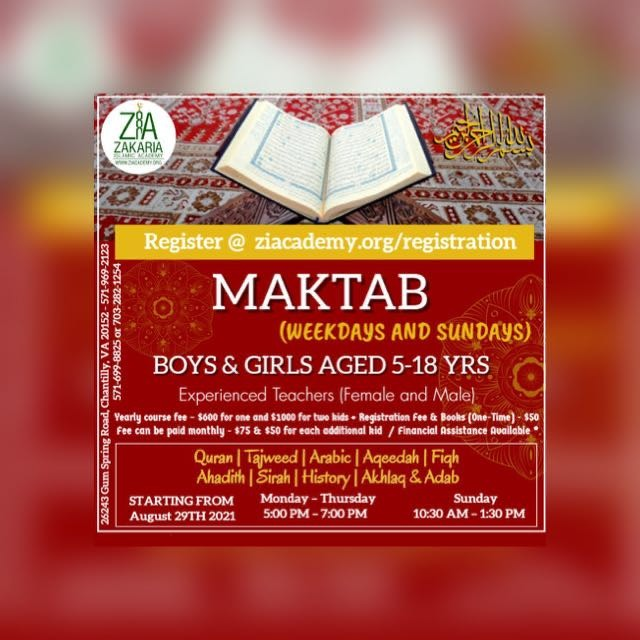 ZIA
ZAKARIA
ISLAMIC ACADEMY
WWW.ZIACADEMY.ORG
بسم الله الرحمن الرحيم
Register @ ziacademy.org/registration
MAKTAB
(WEEKDAYS AND SUNDAYS)
BOYS & GIRLS AGED 5-18 YRS
Experienced Teachers (Female and Male)
Yearly course fee - $600 for one and $1000 for two kids + Registration Fee & Books (One-Time) - $50
Fee can be paid monthly - $75 & $50 for each additional kid / Financial Assistance Available *
Quran | Tajweed | Arabic | Aqeedah | Fiqh
Ahadith | Sirah | History | Akhlaq & Adab
STARTING FROM
August 29TH 2021
Monday – Thursday
5:00 PM – 7:00 PM
Sunday
10:30 AM – 1:30 PM
26243 Gum Spring Road, Chantilly, VA 20152 - 571-969-2123
571-699-8825 or 703-282-1254